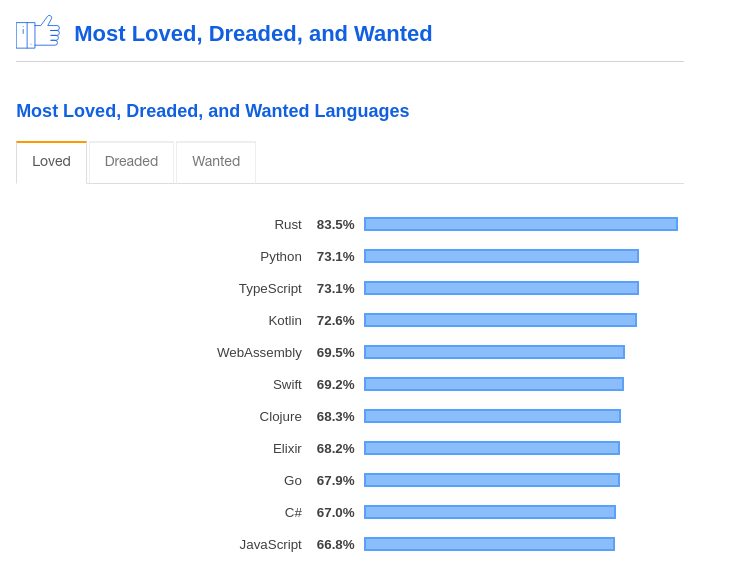 Most Loved, Dreaded, and Wanted
Most Loved, Dreaded, and Wanted Languages
Loved Dreaded Wanted
Rust 83.5%
Python 73.1%
TypeScript 73.1%
Kotlin 72.6%
WebAssembly 69.5%
Swift 69.2%
Clojure 68.3%
Elixir 68.2%
Go 67.9%
C# 67.0%
JavaScript 66.8%